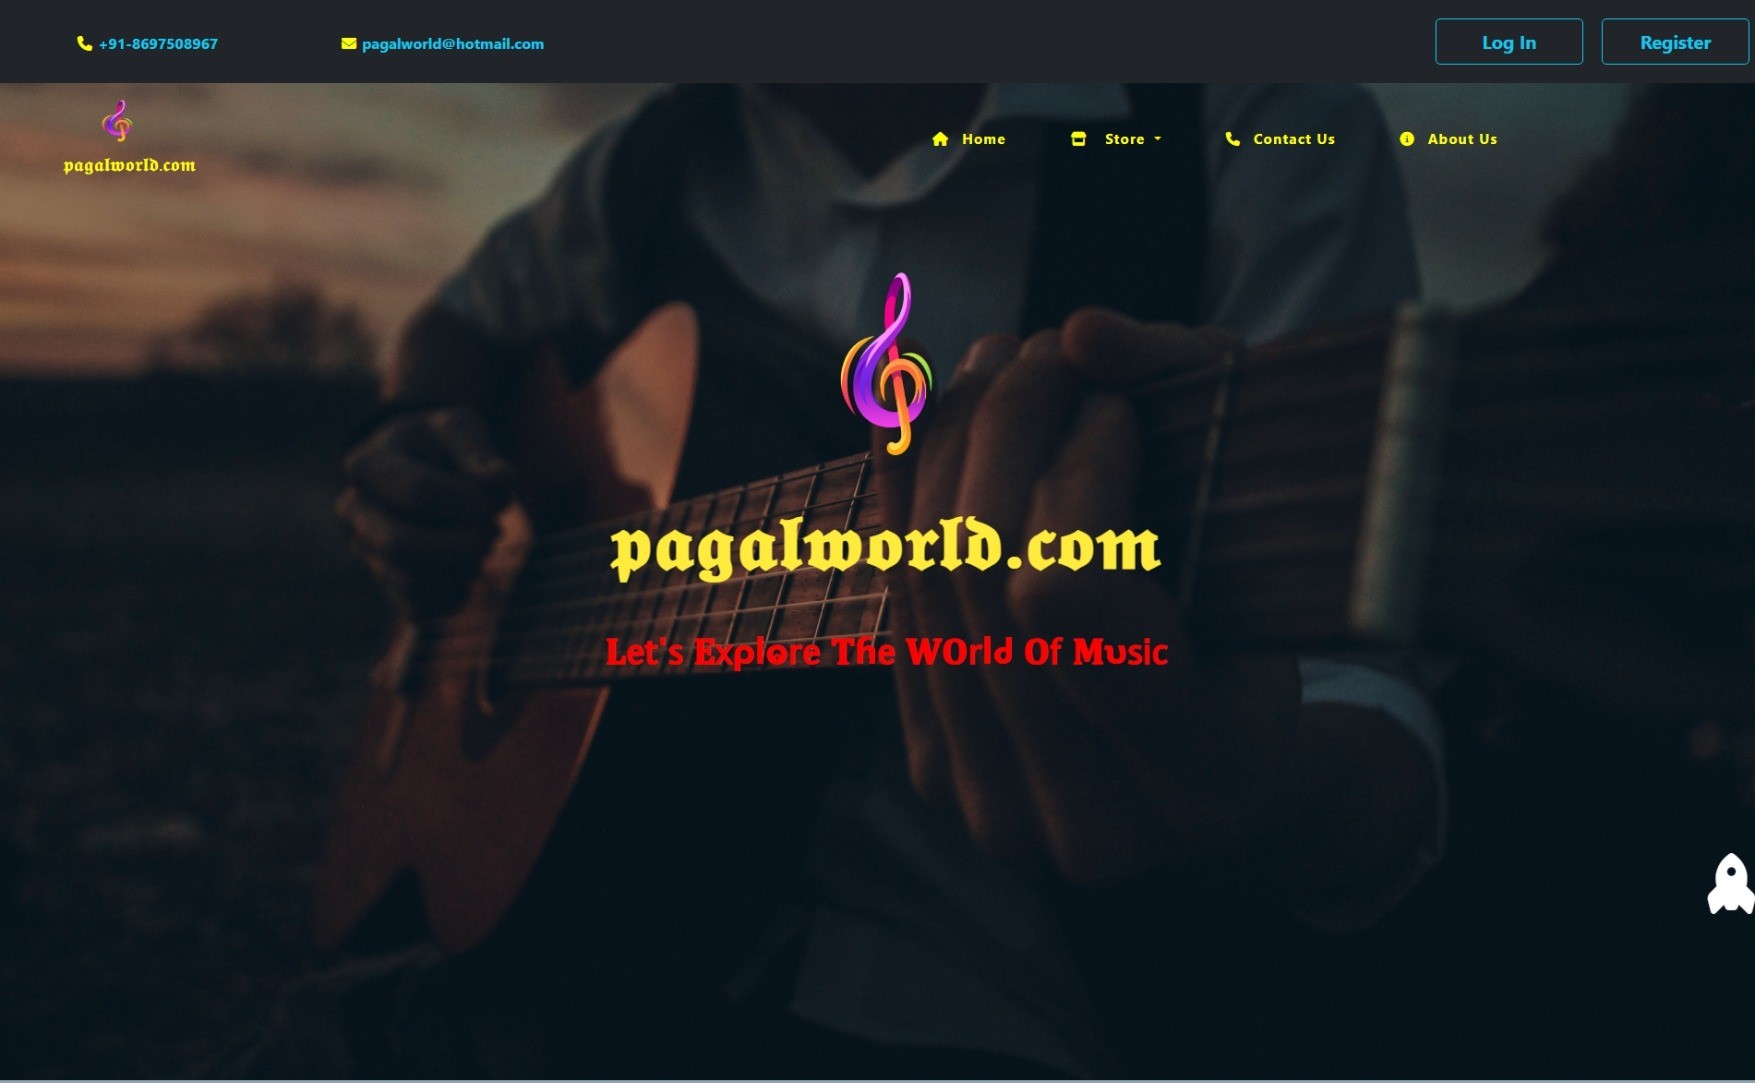 +91-8697508967
pagalworld@hotmail.com
Log In
Register
pagalworld.com
Home
Store
Contact Us
About Us
pagalworld.com
Let's Explore The WOrld Of Music